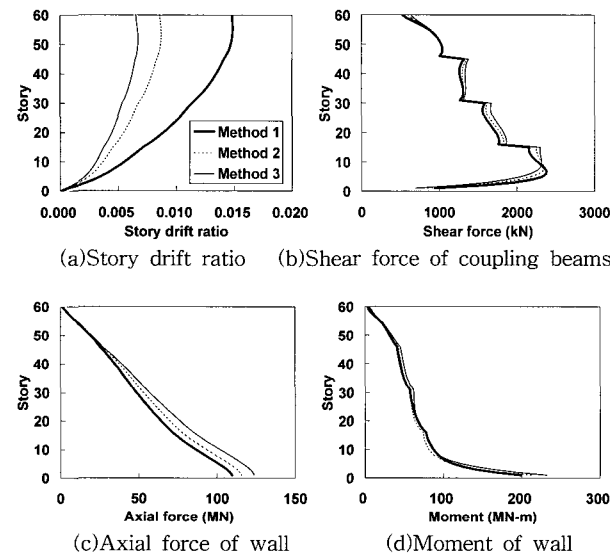 60
50
40
30
20
10
0
Story
Method 1
Method 2
Method 3
0.000 0.005 0.010 0.015 0.020
Story drift ratio
(a)Story drift ratio
60
50
40
30
20
10
0
Story
0 1000 2000 3000
Shear force (kN)
(b)Shear force of coupling beams
60
50
40
30
20
10
0
Story
0 50 100 150
Axial force (MN)
(c)Axial force of wall
60
50
40
30
20
10
0
Story
0 100 200 300
Moment (MN-m)
(d)Moment of wall